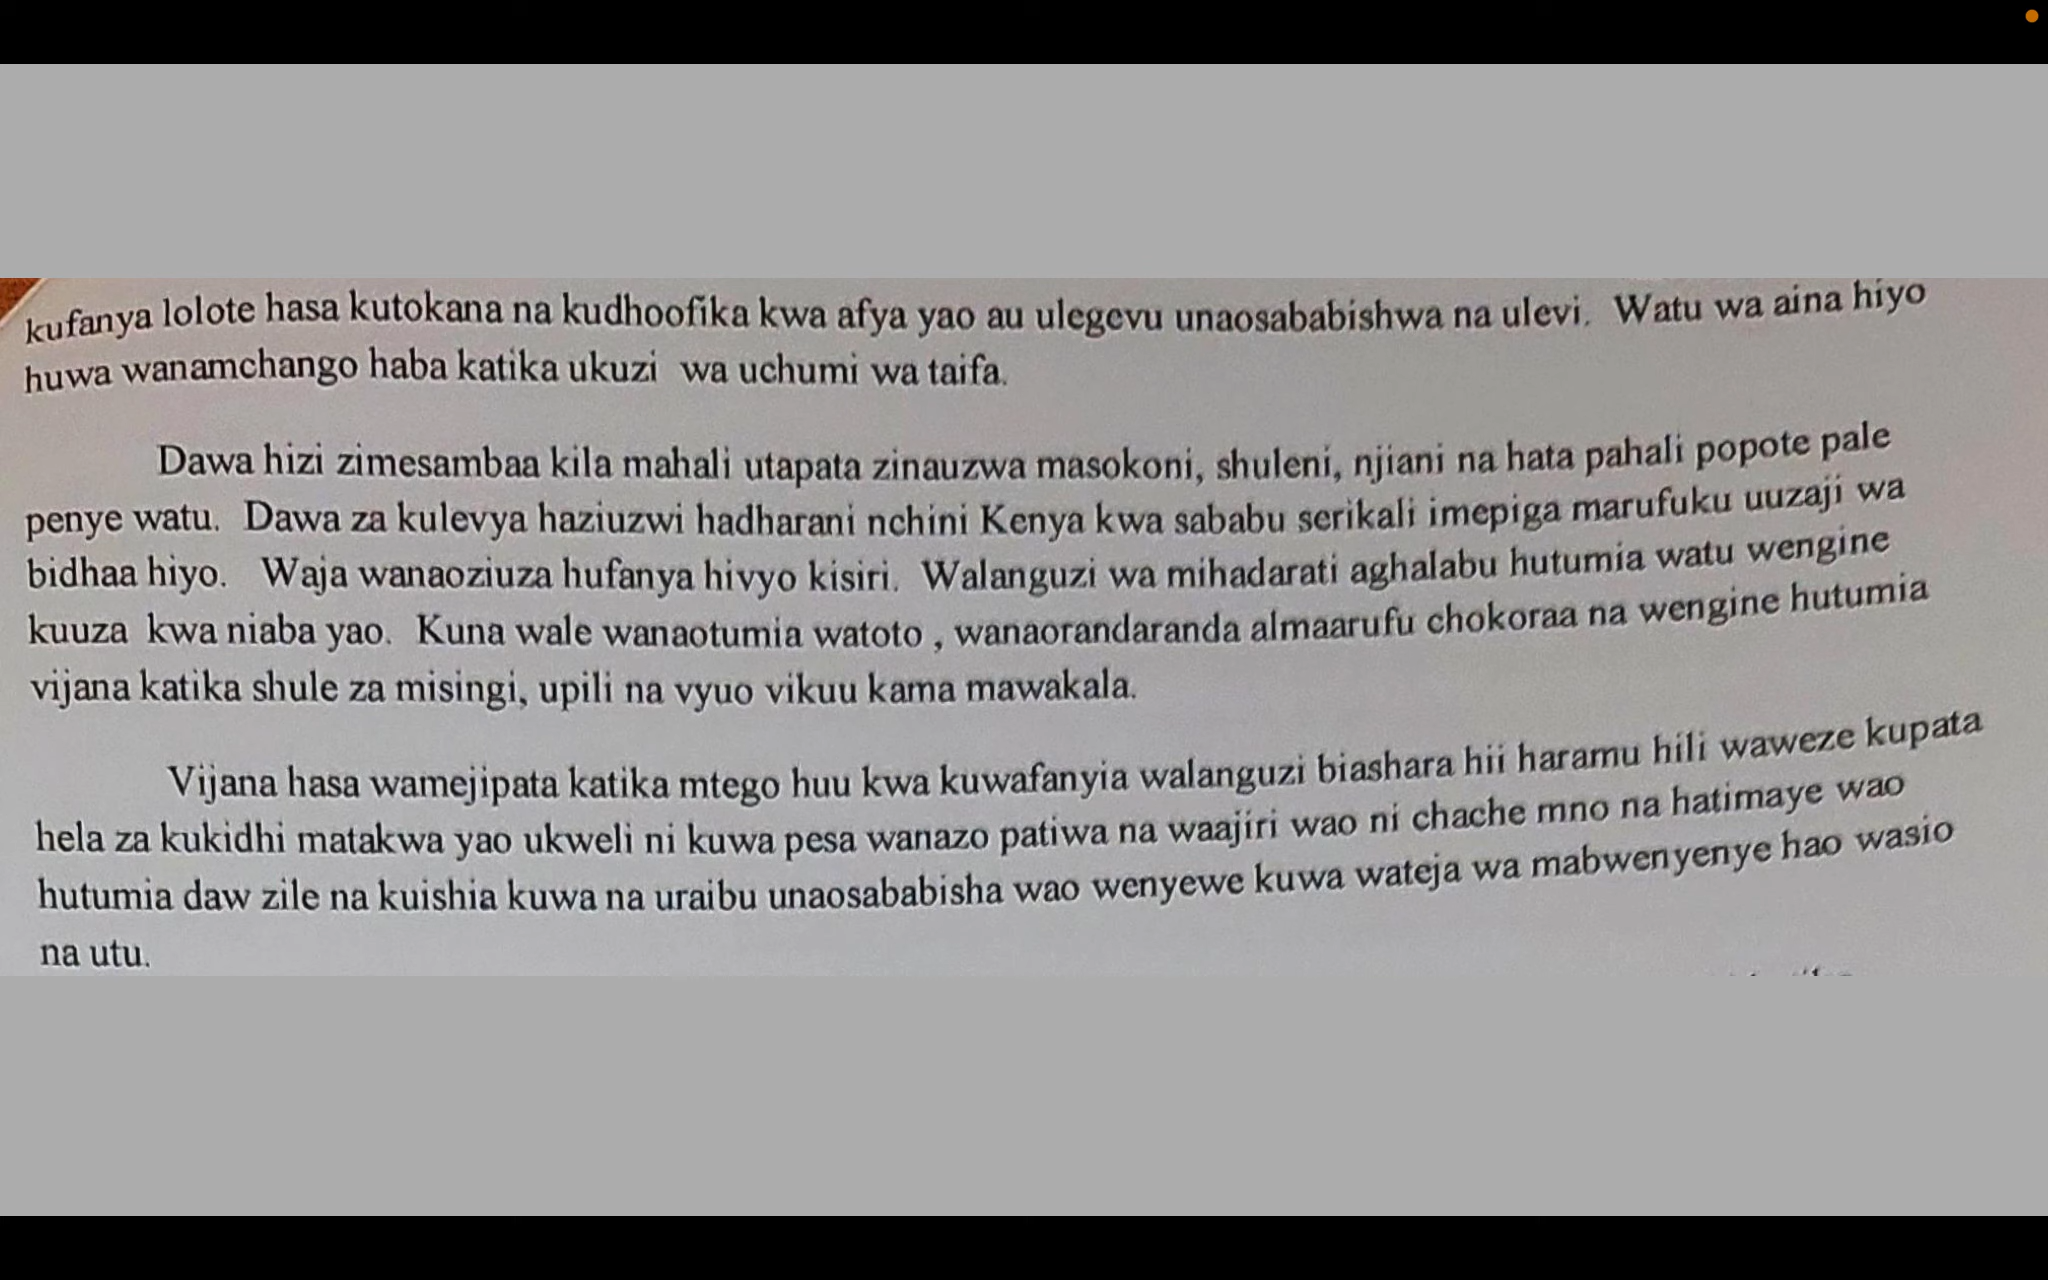 kufanya lolote hasa kutokana na kudhoofika kwa afya yao au ulegevu unaosababishwa na ulevi. Watu wa aina hiyo
huwa wanamchango haba katika ukuzi wa uchumi wa taifa.
Dawa hizi zimesambaa kila mahali utapata zinauzwa masokoni, shuleni, njiani na hata pahali popote pale
penye watu. Dawa za kulevya haziuzwi hadharani nchini Kenya kwa sababu serikali imepiga marufuku uuzaji wa
bidhaa hiyo. Waja wanaoziuza hufanya hivyo kisiri. Walanguzi wa mihadarati aghalabu hutumia watu wengine
kuuza kwa niaba yao. Kuna wale wanaotumia watoto , wanaorandaranda almaarufu chokoraa na wengine hutumia
vijana katika shule za misingi, upili na vyuo vikuu kama mawakala.
Vijana hasa wamejipata katika mtego huu kwa kuwafanyia walanguzi biashara hii haramu hili waweze kupata
hela za kukidhi matakwa yao ukweli ni kuwa pesa wanazo patiwa na waajiri wao ni chache mno na hatimaye wao
hutumia daw zile na kuishia kuwa na uraibu unaosababisha wao wenyewe kuwa wateja wa mabwenyenye hao wasio
na utu.